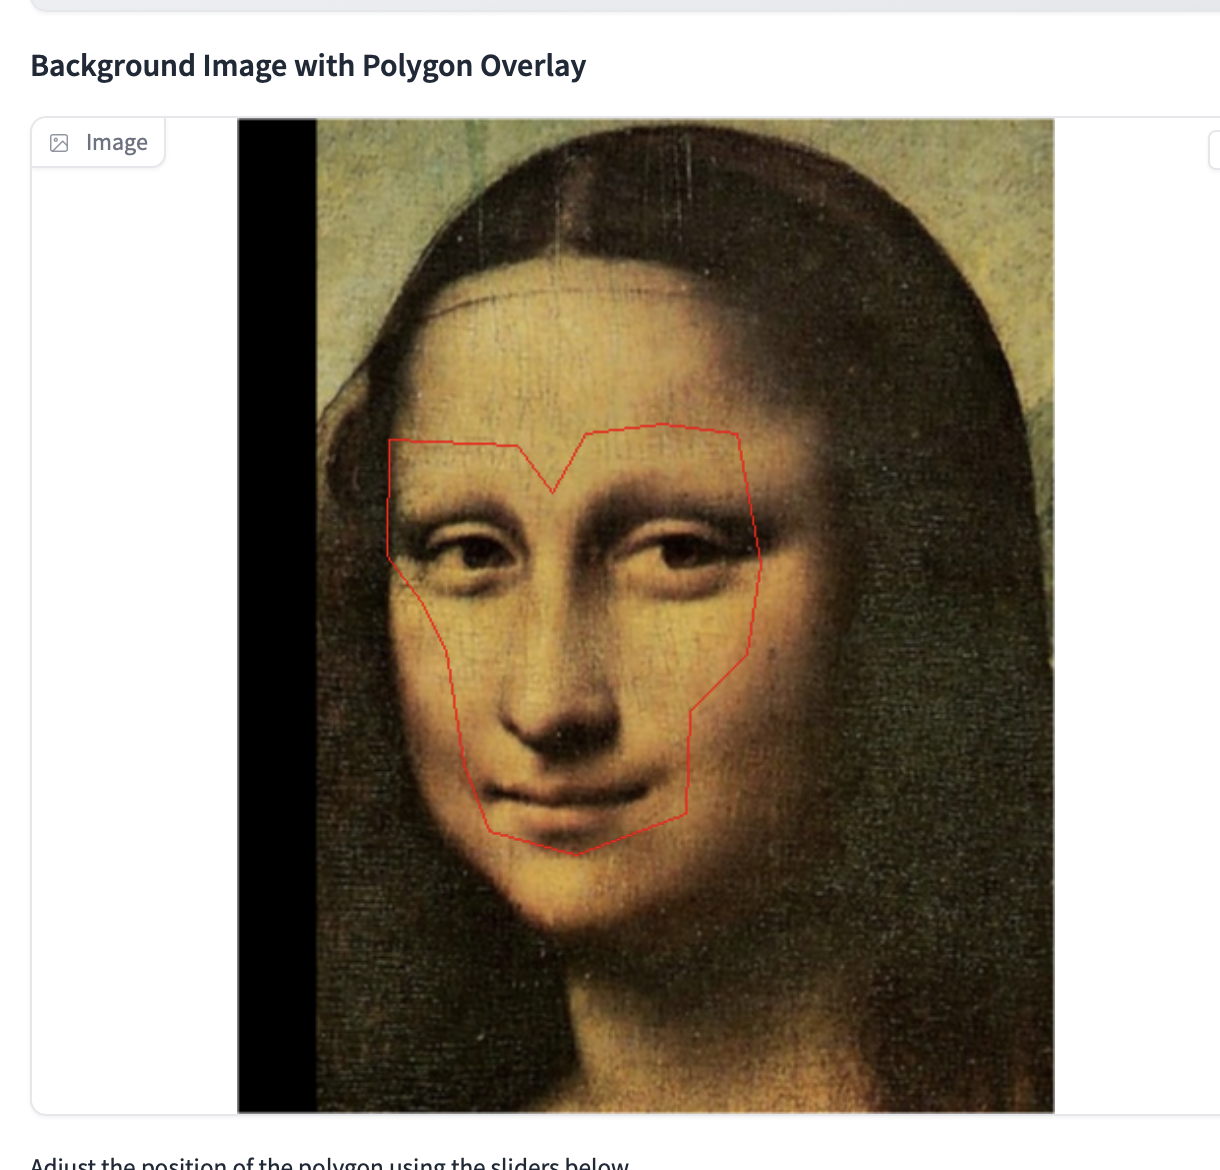 Background Image with Polygon Overlay
Image
Adjust the position of the polygon using the sliders below